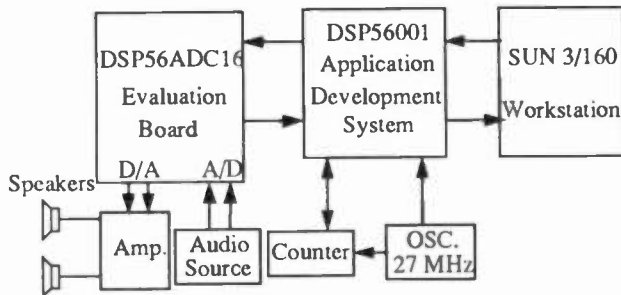 DSP56ADC16
Evaluation
Board
D/A A/D
DSP56001
Application
Development
System
SUN 3/160
Workstation
Speakers
Amp.
Audio
Source
Counter
OSC.
27 MHz